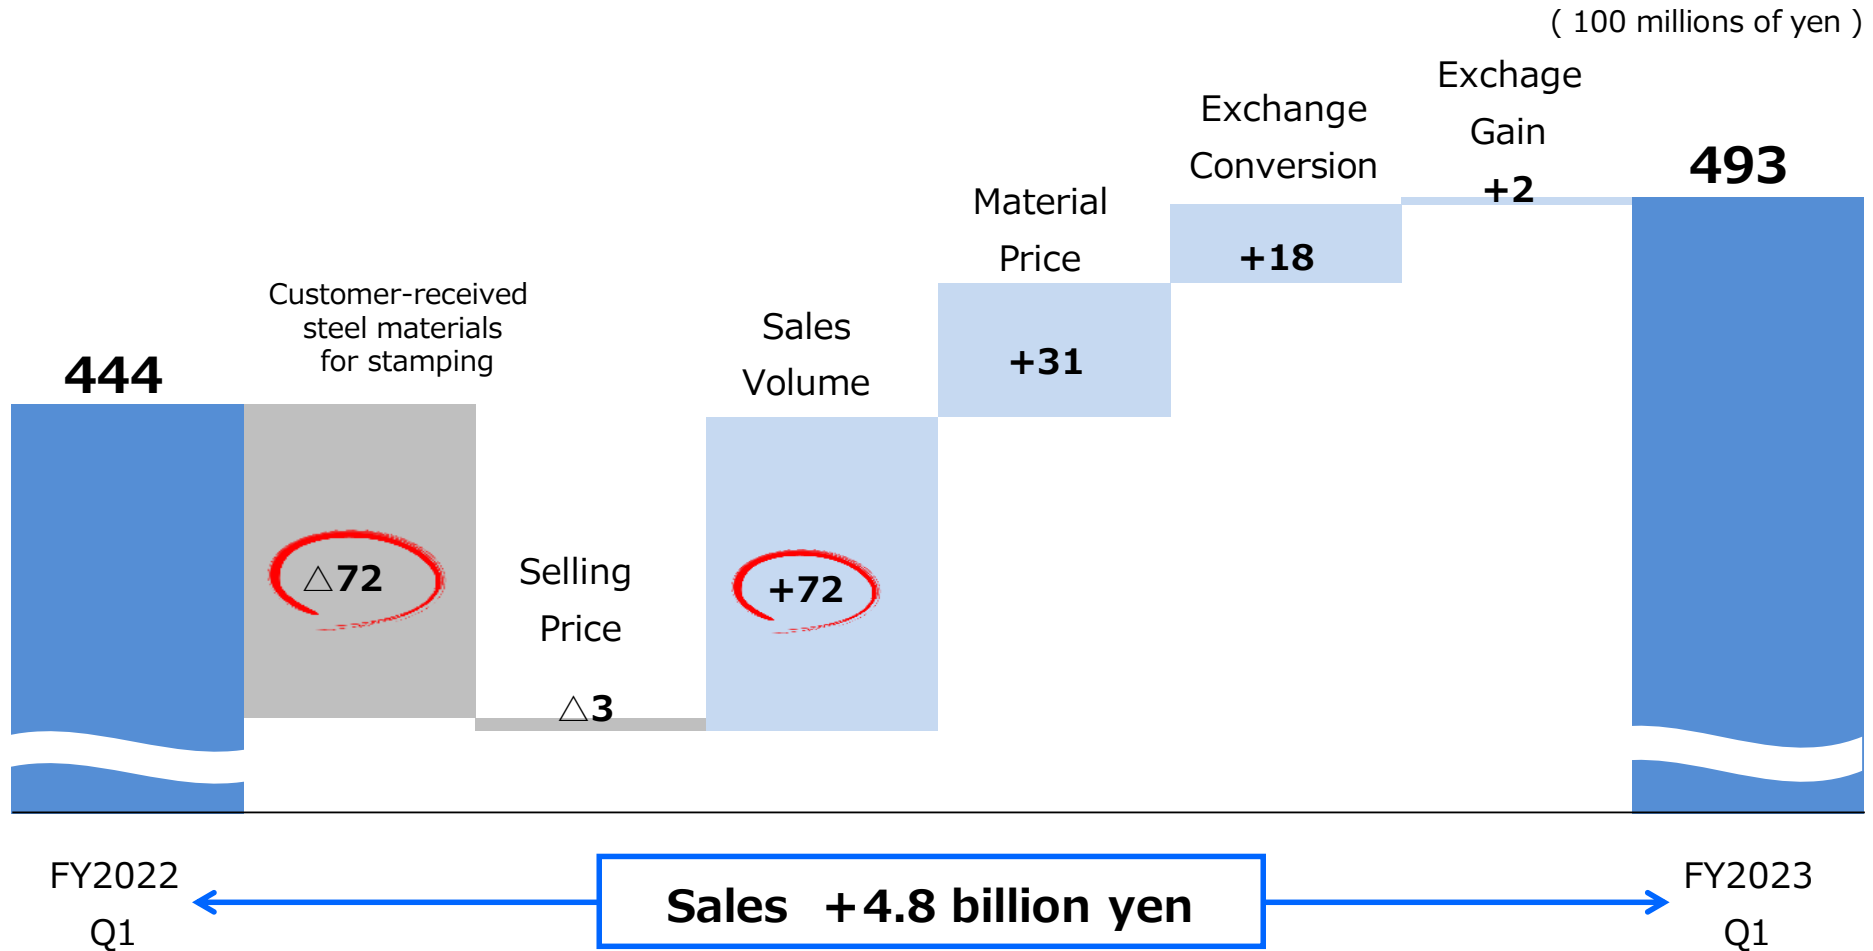 ( 100 millions of yen )
444
Customer-received
steel materials
for stamping
△72
Selling
Price
△3
Sales
Volume
+72
Material
Price
+31
Exchange
Conversion
+18
Exchage
Gain
+2
493
FY2022
Q1
Sales +4.8 billion yen
FY2023
Q1